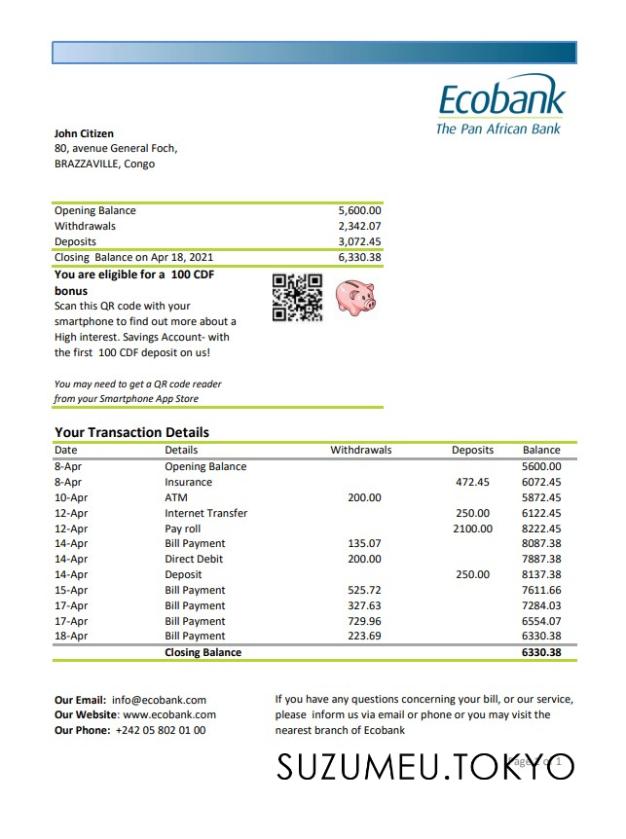 Ecobank
The Pan African Bank
John Citizen
80, avenue General Foch,
BRAZZAVILLE, Congo
Opening Balance 5,600.00
Withdrawals 2,342.07
Deposits 3,072.45
Closing Balance on Apr 18, 2021 6,330.38
You are eligible for a 100 CDF
bonus
Scan this QR code with your
smartphone to find out more about a
High interest. Savings Account- with
the first 100 CDF deposit on us!
You may need to get a QR code reader
from your Smartphone App Store
Your Transaction Details
Date Details Withdrawals Deposits Balance
8-Apr Opening Balance 5600.00
8-Apr Insurance 472.45 6072.45
10-Apr ATM 200.00 5872.45
12-Apr Internet Transfer 250.00 6122.45
12-Apr Pay roll 2100.00 8222.45
14-Apr Bill Payment 135.07 8087.38
14-Apr Direct Debit 200.00 7887.38
14-Apr Deposit 250.00 8137.38
15-Apr Bill Payment 525.72 7611.66
17-Apr Bill Payment 327.63 7284.03
17-Apr Bill Payment 729.96 6554.07
18-Apr Bill Payment 223.69 6330.38
Closing Balance 6330.38
Our Email: info@ecobank.com
Our Website: www.ecobank.com
Our Phone: +242 05 802 01 00
If you have any questions concerning your bill, or our service,
please inform us via email or phone or you may visit the
nearest branch of Ecobank
SUZUMEU.TOKYO